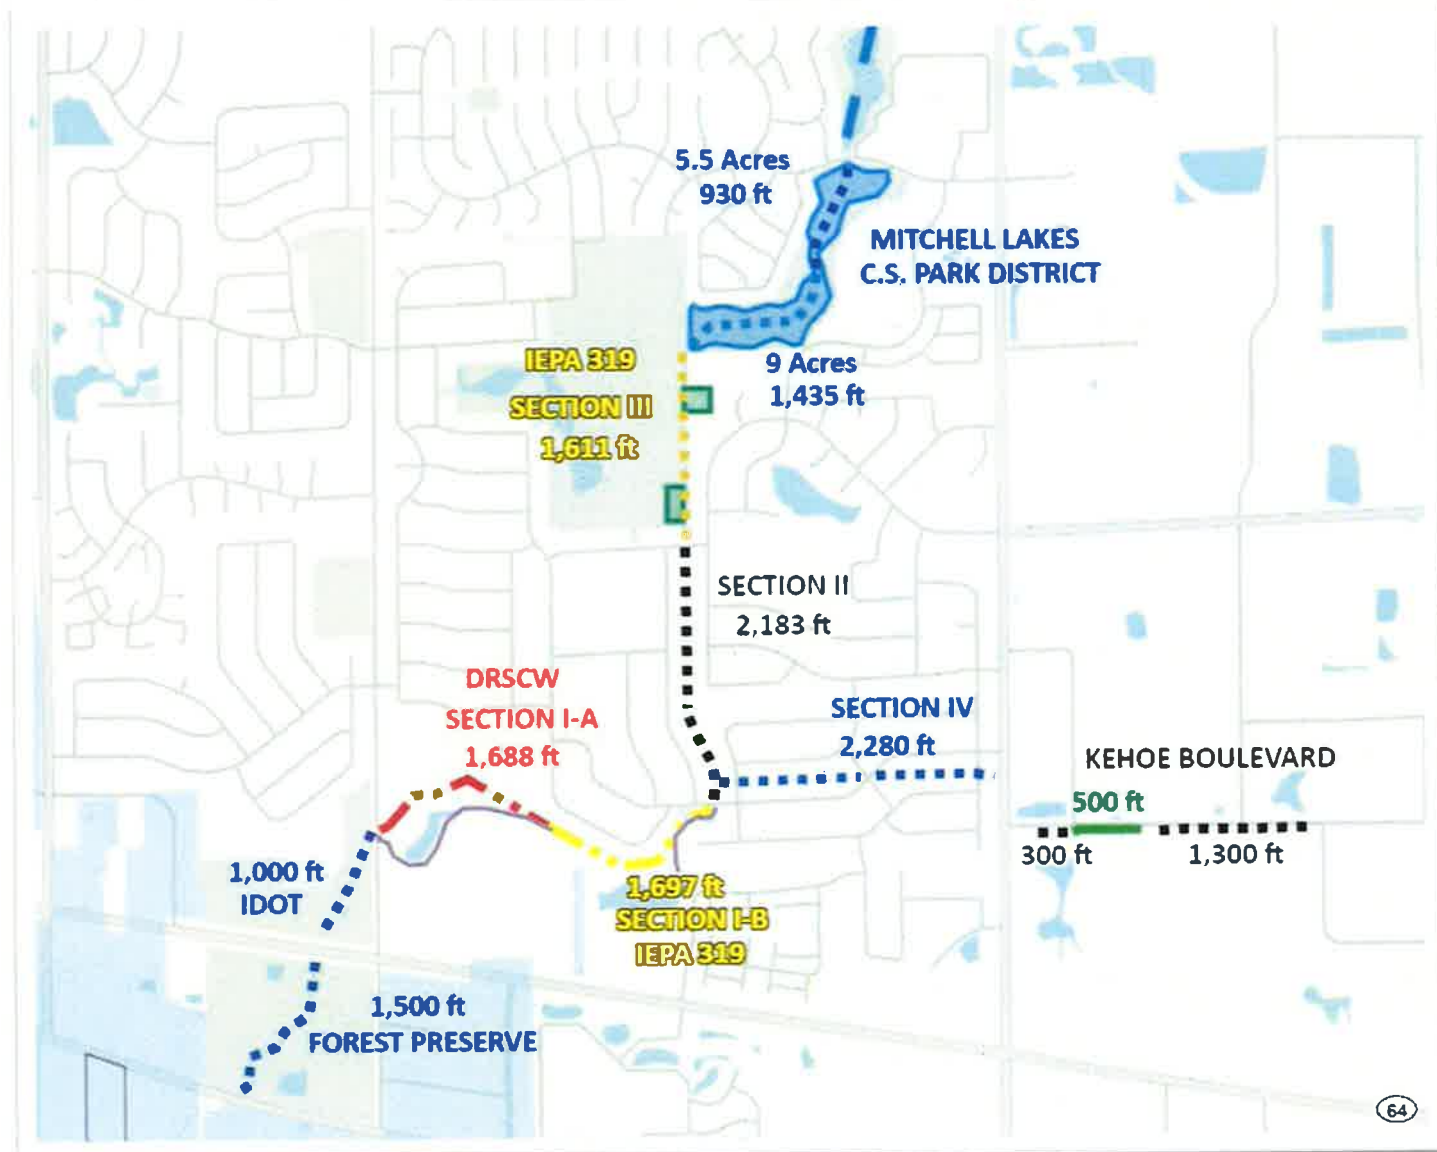 5.5 Acres
930 ft
MITCHELL LAKES
C.S. PARK DISTRICT
IEPA 319
SECTION III
1,611 ft
9 Acres
1,435 ft
SECTION II
2,183 ft
DRSCW
SECTION I-A
1,688 ft
SECTION IV
2,280 ft
KEHOE BOULEVARD
500 ft
300 ft
1,300 ft
1,000 ft
IDOT
1,697 ft
SECTION I-B
IEPA 319
1,500 ft
FOREST PRESERVE
64